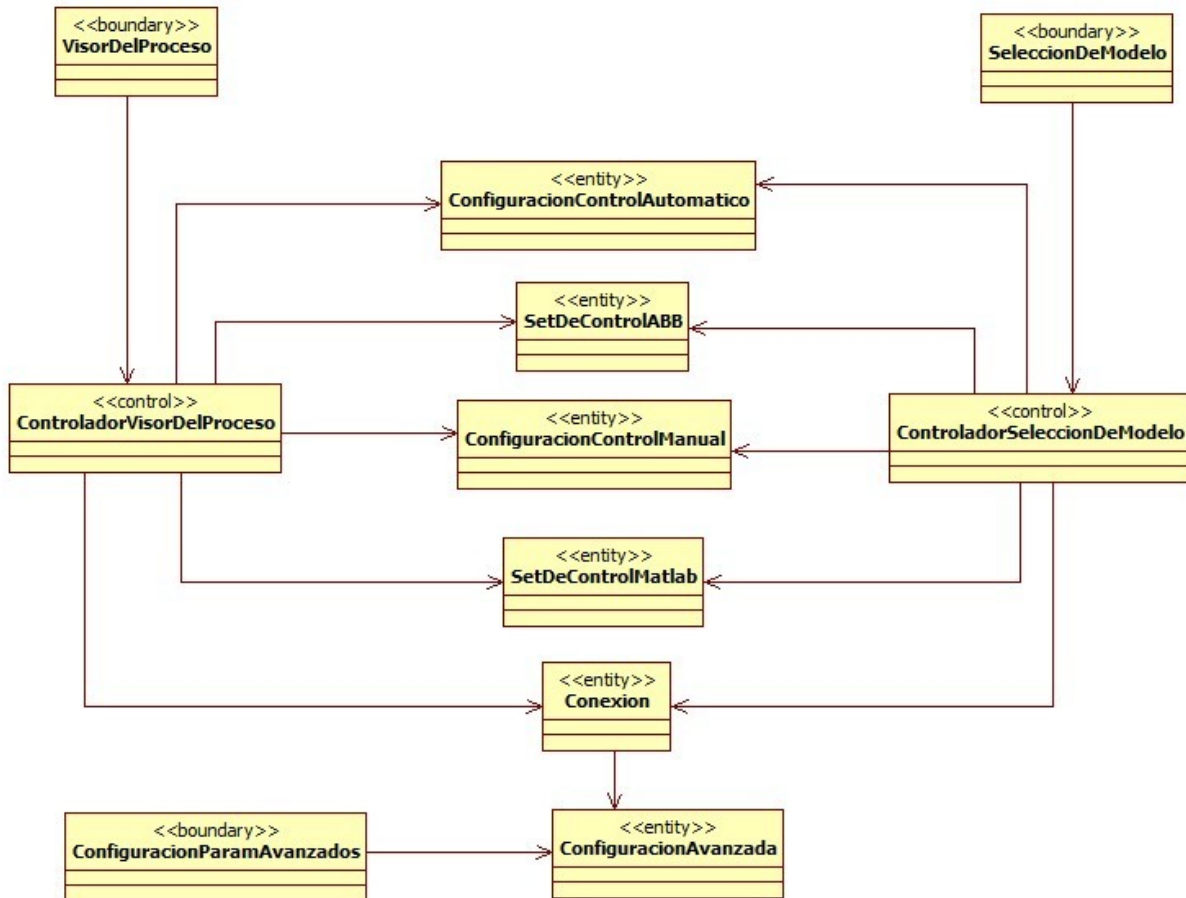 <<boundary>>
VisorDelProceso
<<boundary>>
SeleccionDeModelo
<<entity>>
ConfiguracionControlAutomatico
<<entity>>
SetDeControlABB
<<control>>
ControladorVisorDelProceso
<<entity>>
ConfiguracionControlManual
<<control>>
ControladorSeleccionDeModelo
<<entity>>
SetDeControlMatlab
<<entity>>
Conexion
<<boundary>>
ConfiguracionParamAvanzados
<<entity>>
ConfiguracionAvanzada